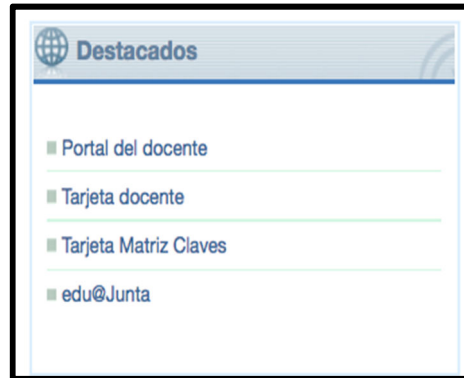 Destacados
Portal del docente
Tarjeta docente
Tarjeta Matriz Claves
edu@Junta